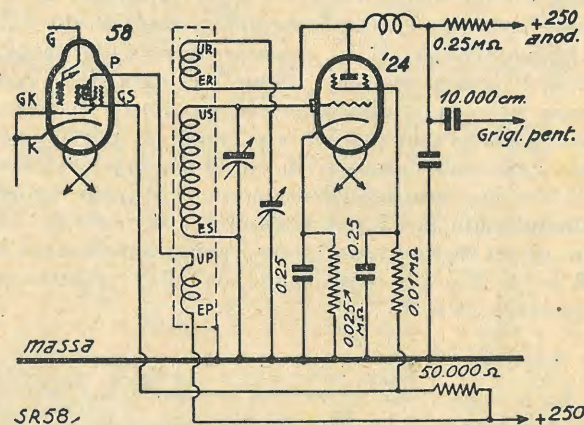 G
58
P
GK
GS
K
UR
ER
US
ES
UP
EP
'24
+250
anod.
0.25MΩ
10.000 cm.
Grigl. pent.
0.25
0.025
MΩ
0.25
0.01MΩ
massa
50.000 Ω
SR58,
+250